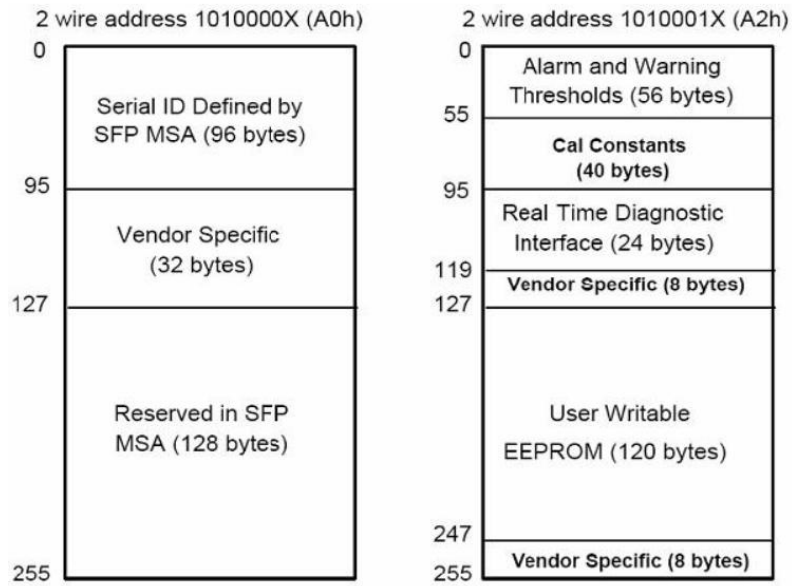 2 wire address 1010000X (A0h)
0
Serial ID Defined by
SFP MSA (96 bytes)
95
Vendor Specific
(32 bytes)
127
Reserved in SFP
MSA (128 bytes)
255
2 wire address 1010001X (A2h)
0
Alarm and Warning
Thresholds (56 bytes)
55
Cal Constants
(40 bytes)
95
Real Time Diagnostic
Interface (24 bytes)
119
Vendor Specific (8 bytes)
127
User Writable
EEPROM (120 bytes)
247
Vendor Specific (8 bytes)
255